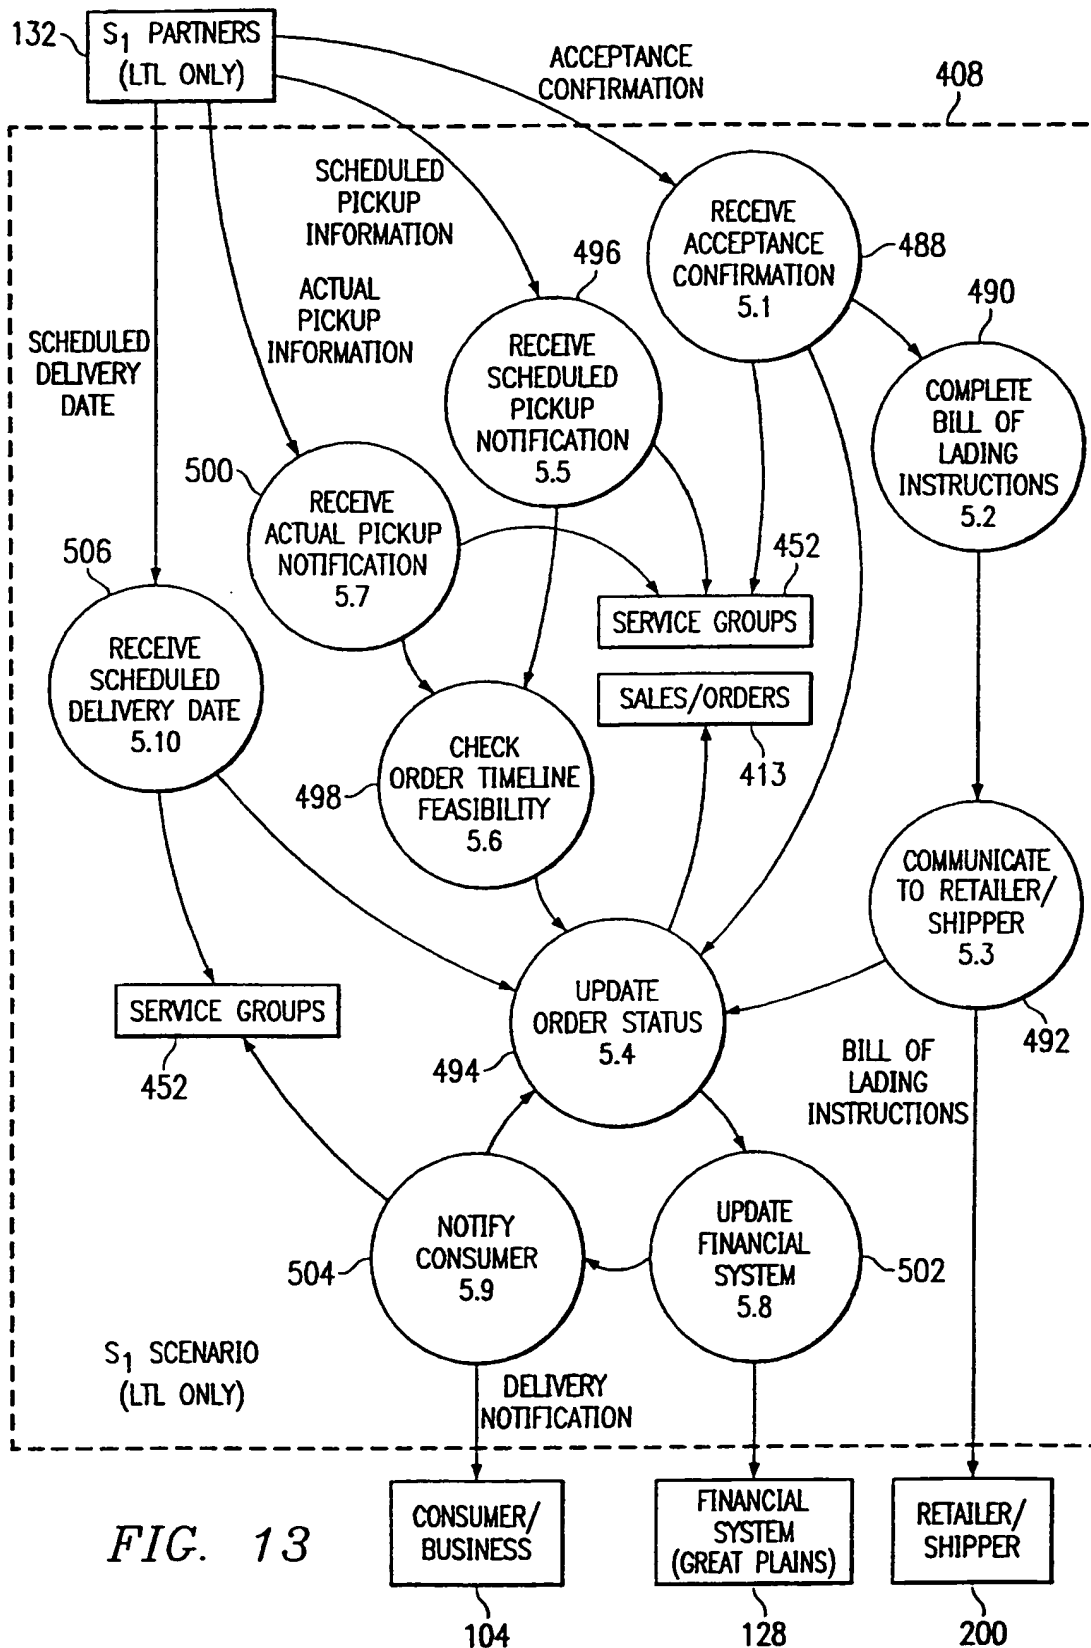 132
S1 PARTNERS
(LTL ONLY)
ACCEPTANCE
CONFIRMATION
408
SCHEDULED
PICKUP
INFORMATION
RECEIVE
ACCEPTANCE
CONFIRMATION
5.1
488
496
ACTUAL
PICKUP
INFORMATION
490
SCHEDULED
DELIVERY
DATE
RECEIVE
SCHEDULED
PICKUP
NOTIFICATION
5.5
COMPLETE
BILL OF
LADING
INSTRUCTIONS
5.2
500
RECEIVE
ACTUAL PICKUP
NOTIFICATION
5.7
506
452
SERVICE GROUPS
RECEIVE
SCHEDULED
DELIVERY DATE
5.10
SALES/ORDERS
413
CHECK
ORDER TIMELINE
FEASIBILITY
5.6
498
COMMUNICATE
TO RETAILER/
SHIPPER
5.3
492
SERVICE GROUPS
452
UPDATE
ORDER STATUS
5.4
494
BILL OF
LADING
INSTRUCTIONS
NOTIFY
CONSUMER
5.9
504
UPDATE
FINANCIAL
SYSTEM
5.8
502
S1 SCENARIO
(LTL ONLY)
DELIVERY
NOTIFICATION
CONSUMER/
BUSINESS
104
FINANCIAL
SYSTEM
(GREAT PLAINS)
128
RETAILER/
SHIPPER
200
FIG. 13